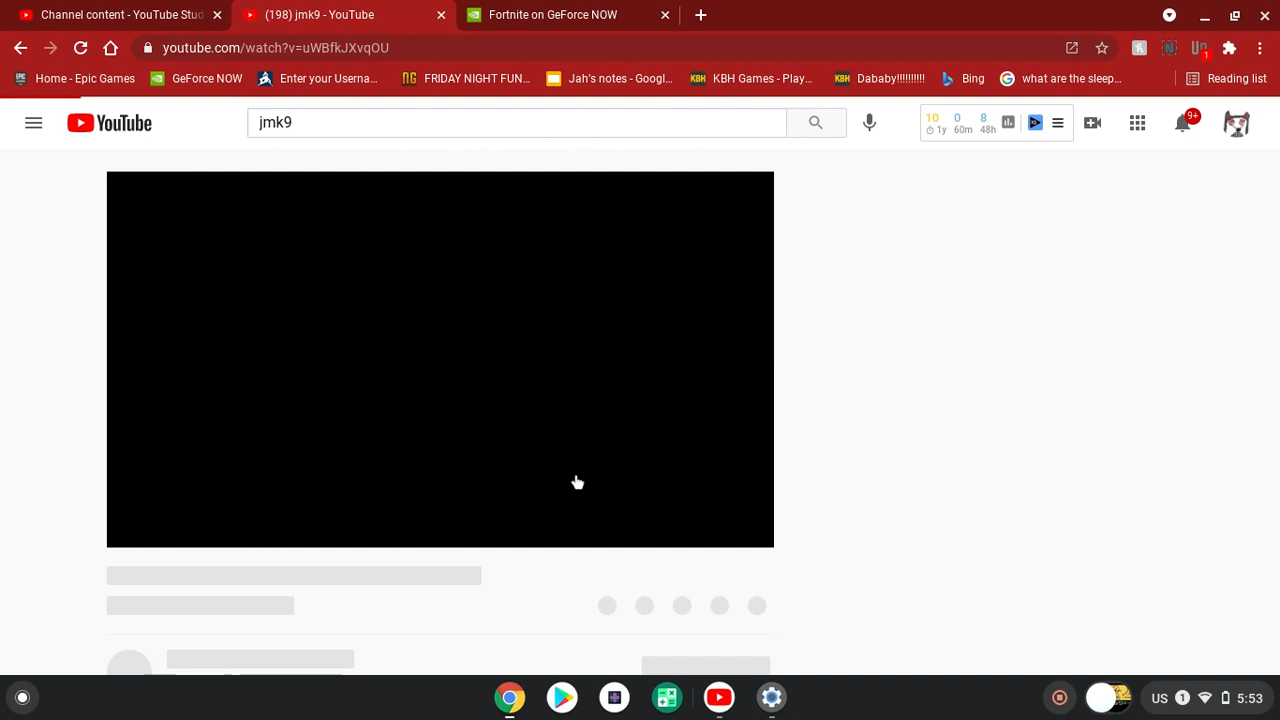 Channel content - YouTube Stud
(198) jmk9 - YouTube
Fortnite on GeForce NOW
youtube.com/watch?v=uWBfkJXvqOU
Home - Epic Games
GeForce NOW
Enter your Userna...
FRIDAY NIGHT FUN...
Jah's notes - Googl...
KBH Games - Play...
Dababy!!!!!!!!!!
Bing
what are the sleep...
Reading list
YouTube
jmk9
10 0 8
1y 60m 48h
9+
1
US 1 5:53